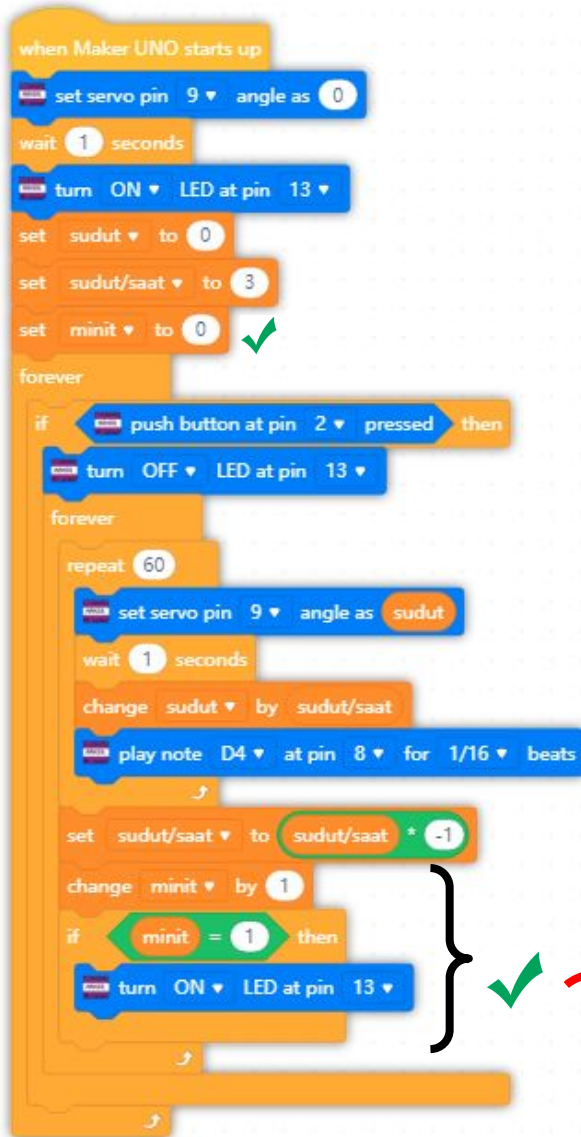 when Maker UNO starts up
set servo pin 9 angle as 0
wait 1 seconds
turn ON LED at pin 13
set sudut to 0
set sudut/saat to 3
set minit to 0
forever
if push button at pin 2 pressed then
turn OFF LED at pin 13
forever
repeat 60
set servo pin 9 angle as sudut
wait 1 seconds
change sudut by sudut/saat
play note D4 at pin 8 for 1/16 beats
set sudut/saat to sudut/saat * -1
change minit by 1
if minit = 1 then
turn ON LED at pin 13